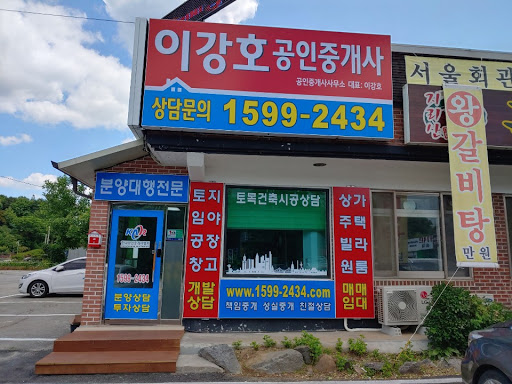 이강호 공인중개사
공인중개사사무소 대표: 이강호
상담문의 1599-2434
서울회관
왕갈비탕
만원
분양대행전문
1599-2434
분양상담
투자상담
토지
임야
공장
창고
개발
상담
토목건축시공상담
www.1599-2434.com
책임중개 성실중개 친절상담
상가
주택
빌라
원룸
매매
임대